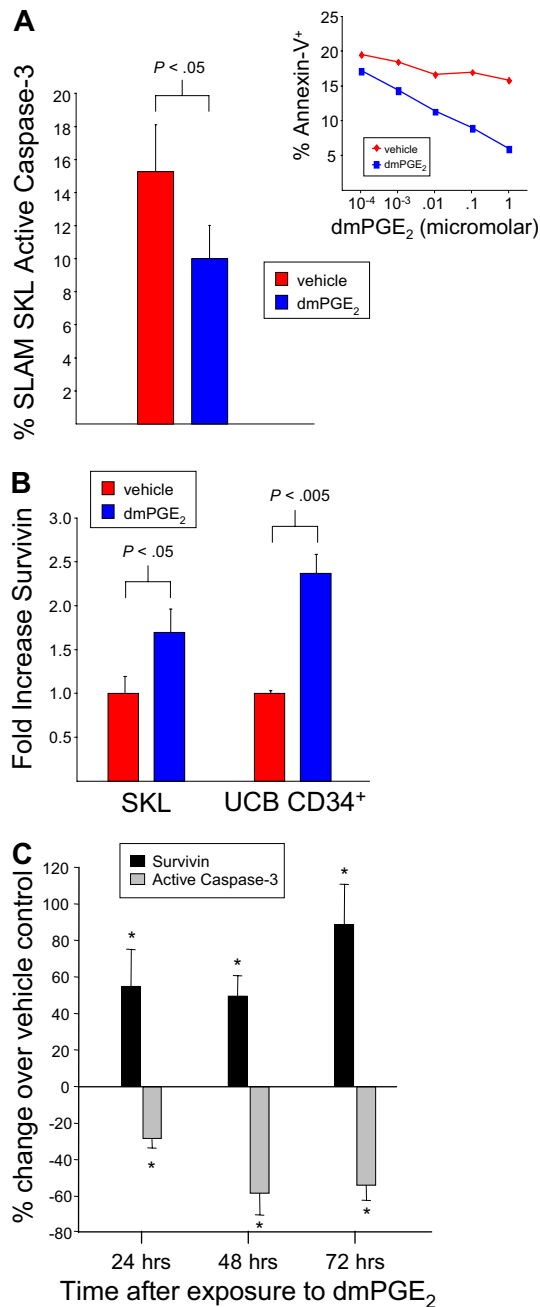 A
P < .05
% SLAM SKL Active Caspase-3
20
18
16
14
12
10
8
6
4
2
vehicle
dmPGE₂
% Annexin-V⁺
25
20
15
10
5
vehicle
dmPGE₂
10⁻⁴ 10⁻³ .01 .1 1
dmPGE₂ (micromolar)
B
vehicle
dmPGE₂
P < .05
P < .005
Fold Increase Survivin
3.0
2.5
2.0
1.5
1.0
0.5
SKL UCB CD34⁺
C
Survivin
Active Caspase-3
% change over vehicle control
120
100
80
60
40
20
0
-20
-40
-60
-80
* * *
* * *
24 hrs 48 hrs 72 hrs
Time after exposure to dmPGE₂